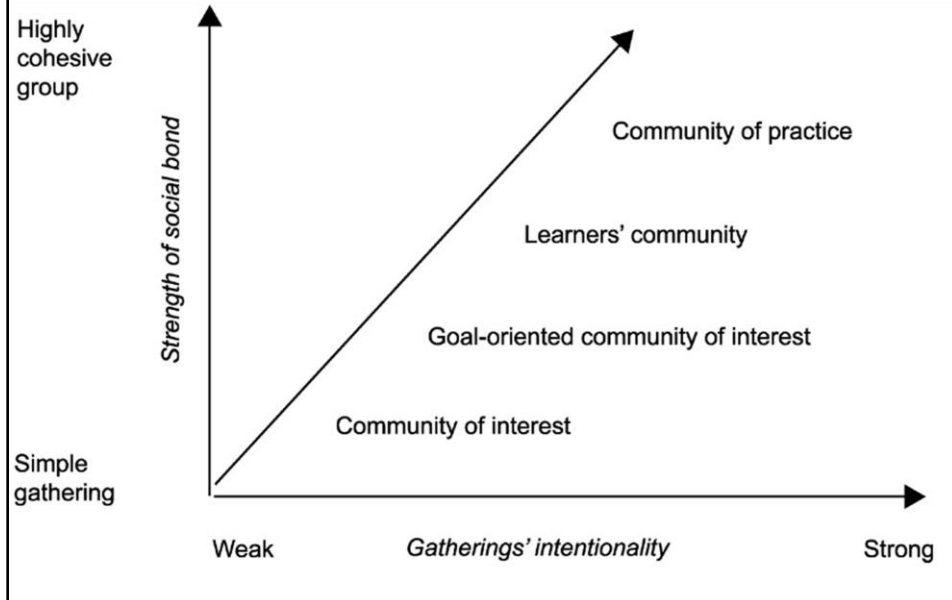 Highly
cohesive
group
Strength of social bond
Community of practice
Learners’ community
Goal-oriented community of interest
Community of interest
Simple
gathering
Weak
Gatherings’ intentionality
Strong